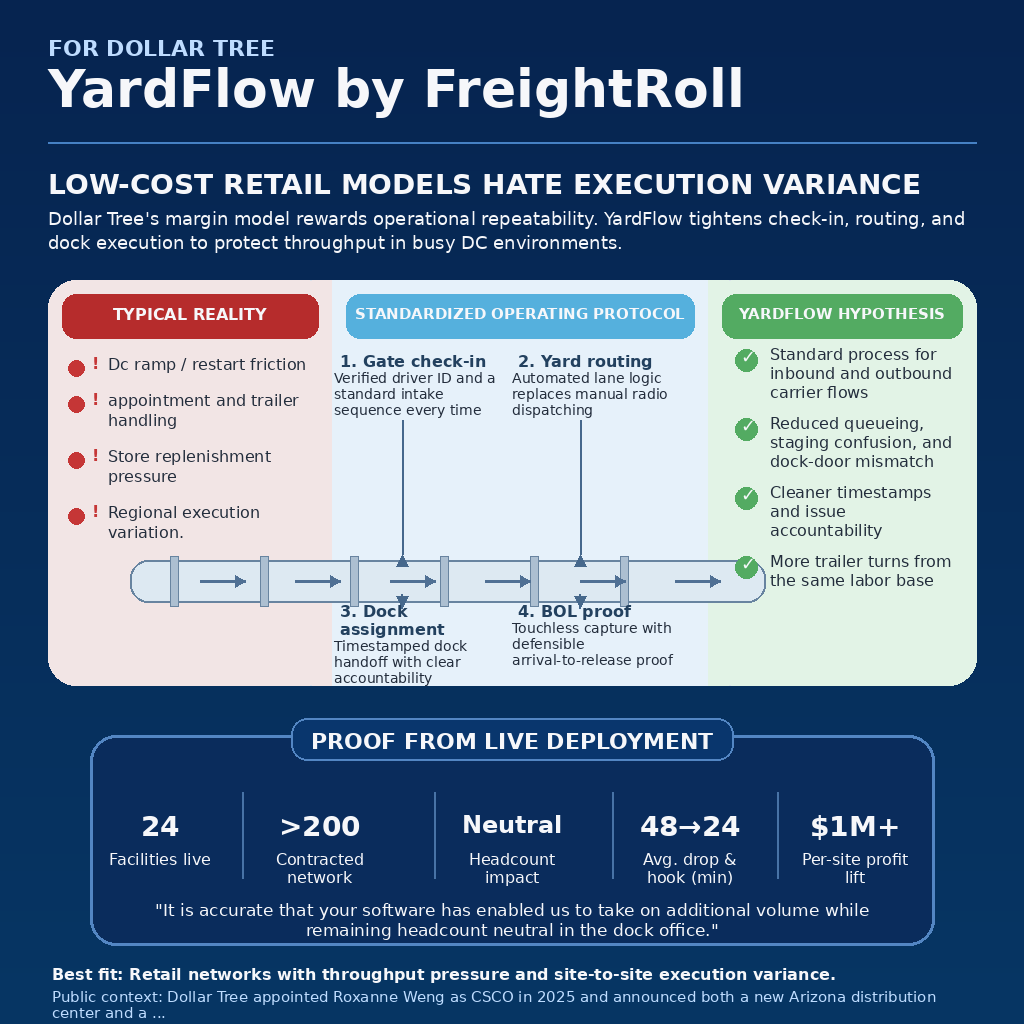 FOR DOLLAR TREE
YardFlow by FreightRoll
LOW-COST RETAIL MODELS HATE EXECUTION VARIANCE
Dollar Tree's margin model rewards operational repeatability. YardFlow tightens check-in, routing, and
dock execution to protect throughput in busy DC environments.
TYPICAL REALITY
! Dc ramp / restart friction
! appointment and trailer
handling
! Store replenishment
pressure
! Regional execution
variation.
STANDARDIZED OPERATING PROTOCOL
1. Gate check-in
Verified driver ID and a
standard intake
sequence every time
2. Yard routing
Automated lane logic
replaces manual radio
dispatching
3. Dock
assignment
Timestamped dock
handoff with clear
accountability
4. BOL proof
Touchless capture with
defensible
arrival-to-release proof
YARDFLOW HYPOTHESIS
✓ Standard process for
inbound and outbound
carrier flows
✓ Reduced queueing,
staging confusion, and
dock-door mismatch
✓ Cleaner timestamps
and issue
accountability
✓ More trailer turns from
the same labor base
PROOF FROM LIVE DEPLOYMENT
24
Facilities live
>200
Contracted
network
Neutral
Headcount
impact
48→24
Avg. drop &
hook (min)
$1M+
Per-site profit
lift
"It is accurate that your software has enabled us to take on additional volume while
remaining headcount neutral in the dock office."
Best fit: Retail networks with throughput pressure and site-to-site execution variance.
Public context: Dollar Tree appointed Roxanne Weng as CSCO in 2025 and announced both a new Arizona distribution
center and a ...